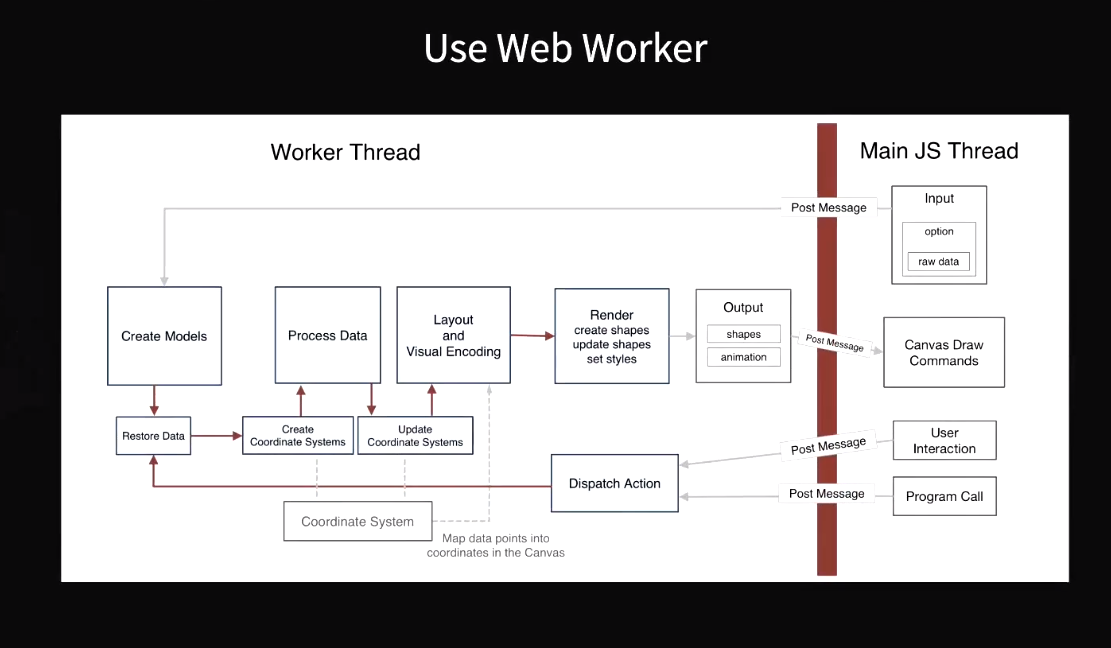 Use Web Worker
Worker Thread
Main JS Thread
Post Message
Input
option
raw data
Create Models
Process Data
Layout
and
Visual Encoding
Render
create shapes
update shapes
set styles
Output
shapes
animation
Post Message
Canvas Draw
Commands
Restore Data
Create
Coordinate Systems
Update
Coordinate Systems
Post Message
User
Interaction
Dispatch Action
Post Message
Program Call
Coordinate System
Map data points into
coordinates in the Canvas